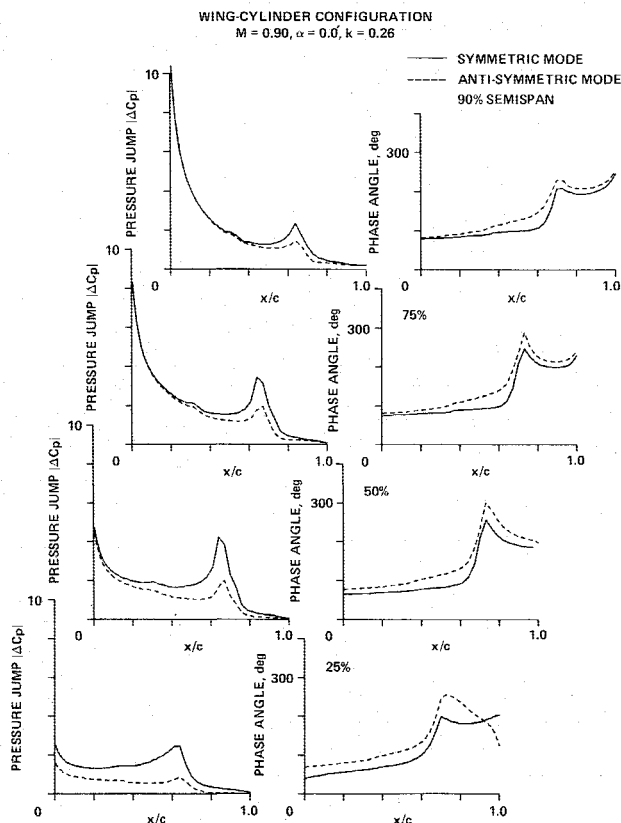 WING-CYLINDER CONFIGURATION
M = 0.90, α = 0.0°, k = 0.26
SYMMETRIC MODE
ANTI-SYMMETRIC MODE
90% SEMISPAN
10
PRESSURE JUMP |ΔCp|
0
x/c
1.0
300
PHASE ANGLE, deg
0
x/c
1.0
10
PRESSURE JUMP |ΔCp|
0
x/c
1.0
75%
300
PHASE ANGLE, deg
0
x/c
1.0
10
PRESSURE JUMP |ΔCp|
0
x/c
1.0
50%
300
PHASE ANGLE, deg
0
x/c
1.0
10
PRESSURE JUMP |ΔCp|
0
x/c
1.0
25%
300
PHASE ANGLE, deg
0
x/c
1.0